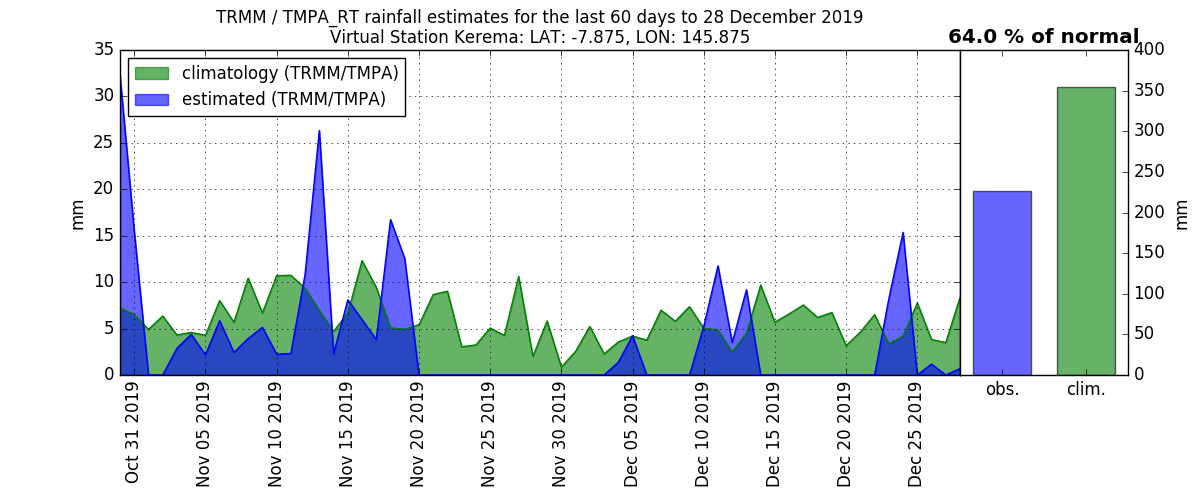 TRMM / TMPA_RT rainfall estimates for the last 60 days to 28 December 2019
Virtual Station Kerema: LAT: -7.875, LON: 145.875
64.0 % of normal
climatology (TRMM/TMPA)
estimated (TRMM/TMPA)
mm
35
30
25
20
15
10
5
0
Oct 31 2019
Nov 05 2019
Nov 10 2019
Nov 15 2019
Nov 20 2019
Nov 25 2019
Nov 30 2019
Dec 05 2019
Dec 10 2019
Dec 15 2019
Dec 20 2019
Dec 25 2019
obs.
clim.
400
350
300
250
200
150
100
50
0
mm